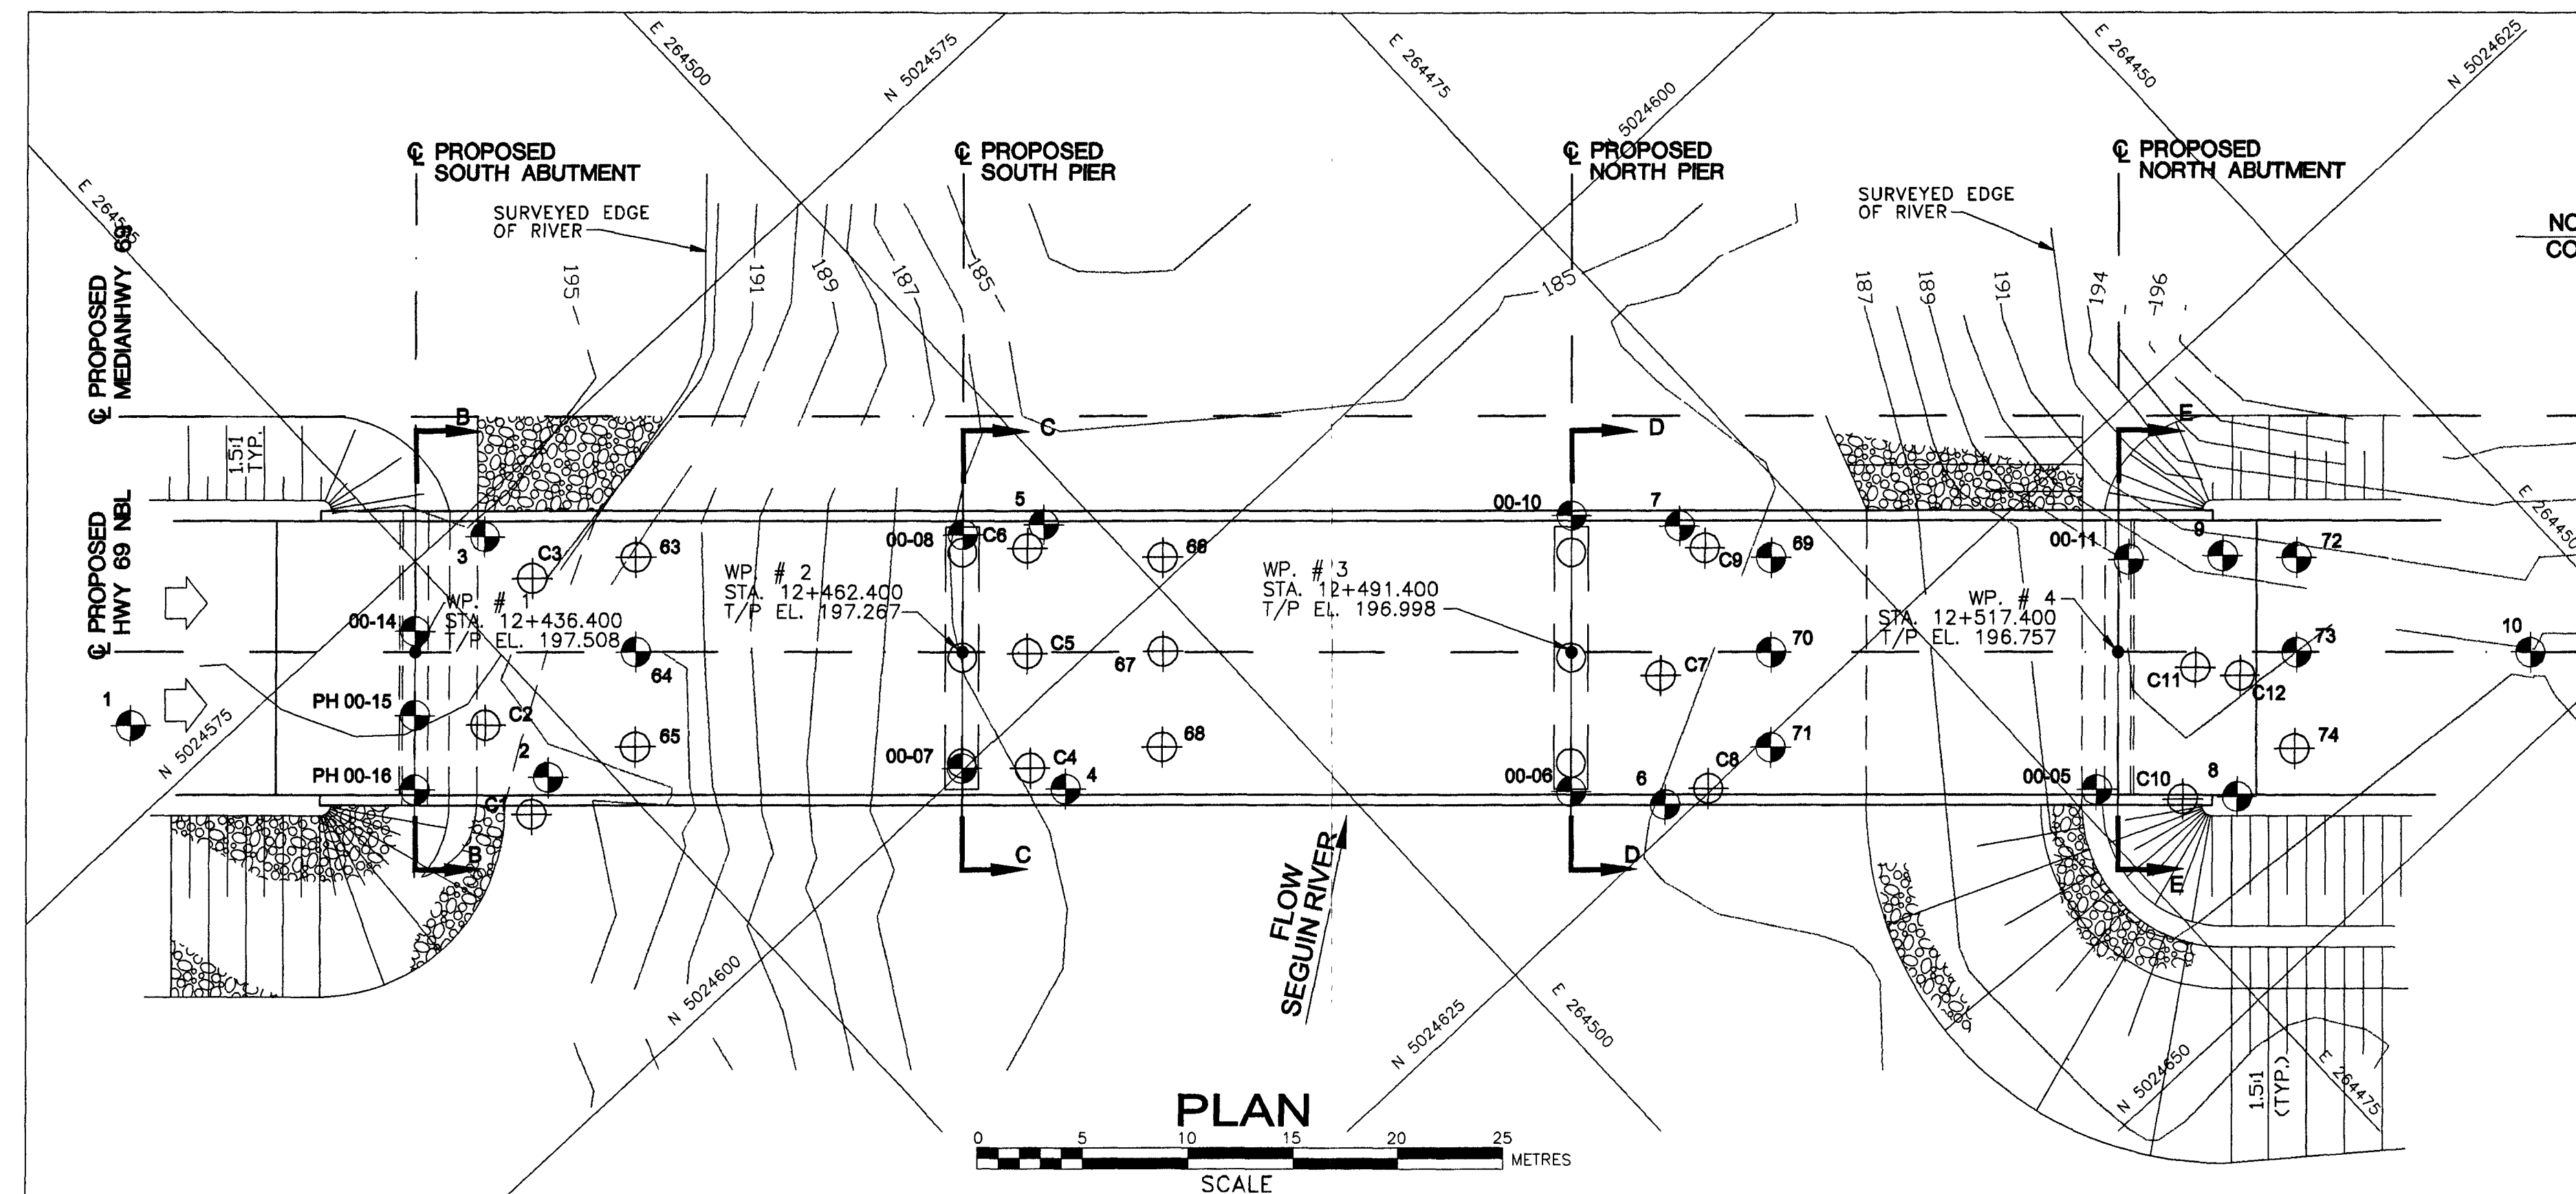 E 264500
N 5024575
E 264475
N 5024600
E 264450
N 5024625
℄ PROPOSED
SOUTH ABUTMENT
℄ PROPOSED
SOUTH PIER
℄ PROPOSED
NORTH PIER
℄ PROPOSED
NORTH ABUTMENT
SURVEYED EDGE
OF RIVER
SURVEYED EDGE
OF RIVER
NO
CO
℄ PROPOSED
MEDIANHWY 69
195
191
189
187
185
185
187
189
191
194
196
B
C
D
E
1.5:1
TYP.
℄ PROPOSED
HWY 69 NBL
3
C3
63
00-08
C6
5
66
00-10
7
C9
69
00-11
9
72
E 264450
WP. # 1
STA. 12+436.400
T/P EL. 197.508
WP. # 2
STA. 12+462.400
T/P EL. 197.267
WP. # 3
STA. 12+491.400
T/P EL. 196.998
WP. # 4
STA. 12+517.400
T/P EL. 196.757
00-14
64
C5
67
C7
70
C11
C12
73
10
1
PH 00-15
C2
65
68
71
74
N 5024575
PH 00-16
2
C1
00-07
C4
4
00-06
6
C8
00-05
C10
8
B
C
D
E
FLOW
SEGUIN RIVER
N 5024600
N 5024625
E 264500
N 5024650
E 264475
1.5:1
(TYP.)
PLAN
0 5 10 15 20 25
METRES
SCALE